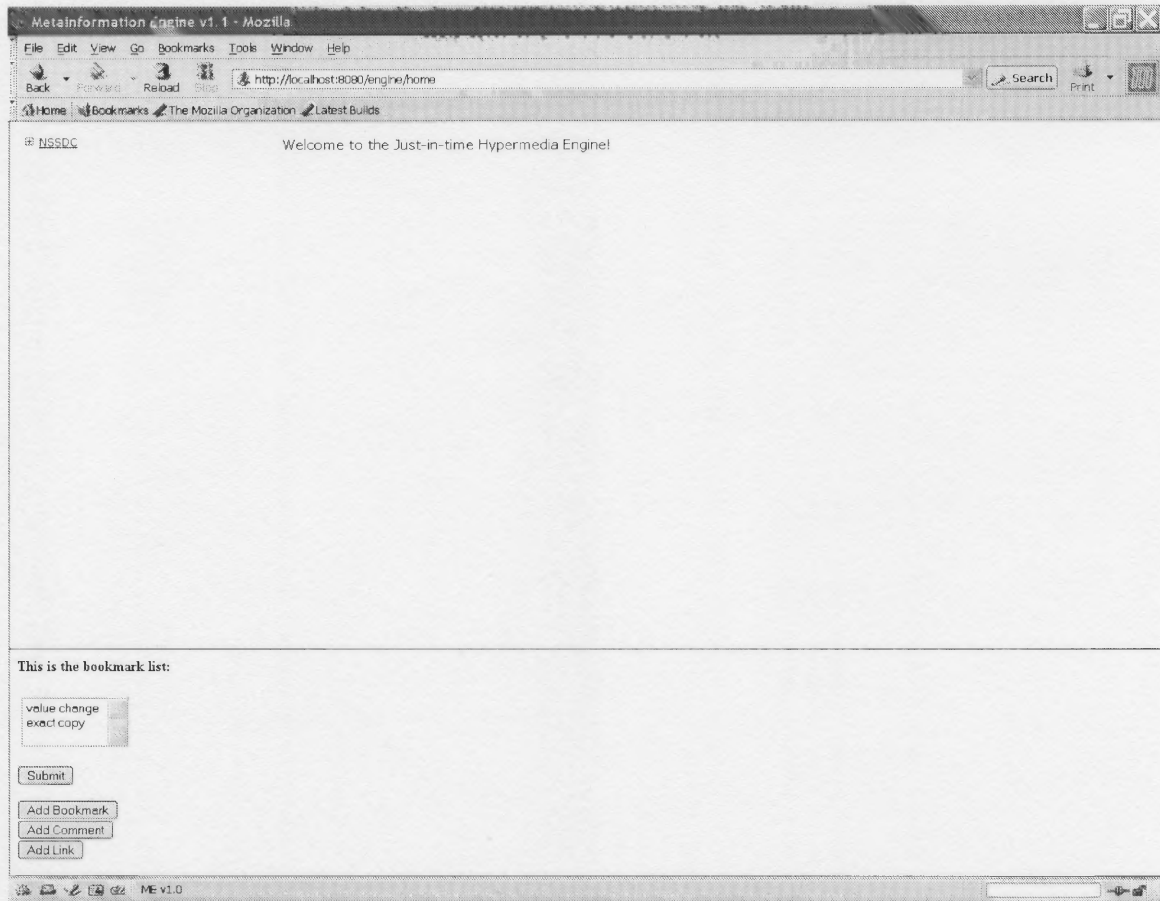 MetaInformation Engine v1.1 - Mozilla
File Edit View Go Bookmarks Tools Window Help
Back Forward Reload Stop http://localhost:8080/engine/home Search Print
Home Bookmarks The Mozilla Organization Latest Builds
NSSDC Welcome to the Just-in-time Hypermedia Engine!
This is the bookmark list:
value change
exact copy
Submit
Add Bookmark
Add Comment
Add Link
ME v1.0